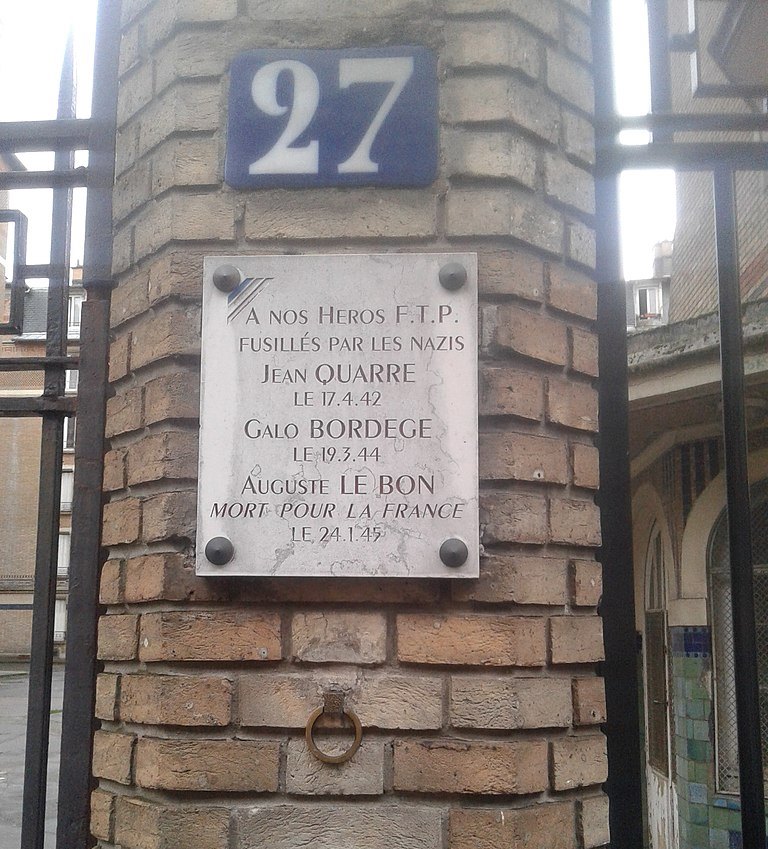 27
A NOS HEROS F.T.P.
FUSILLÉS PAR LES NAZIS
JEAN QUARRE
LE 17.4.42
GALO BORDEGE
LE 19.3.44
AUGUSTE LE BON
MORT POUR LA FRANCE
LE 24.1.45